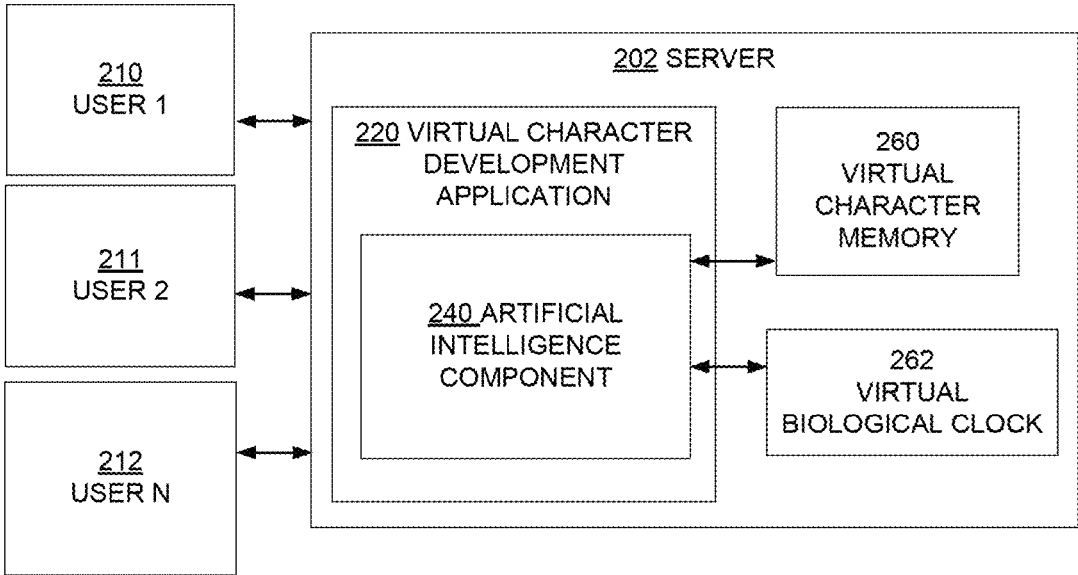 210
USER 1
211
USER 2
212
USER N
202 SERVER
220 VIRTUAL CHARACTER
DEVELOPMENT
APPLICATION
240 ARTIFICIAL
INTELLIGENCE
COMPONENT
260
VIRTUAL
CHARACTER
MEMORY
262
VIRTUAL
BIOLOGICAL CLOCK